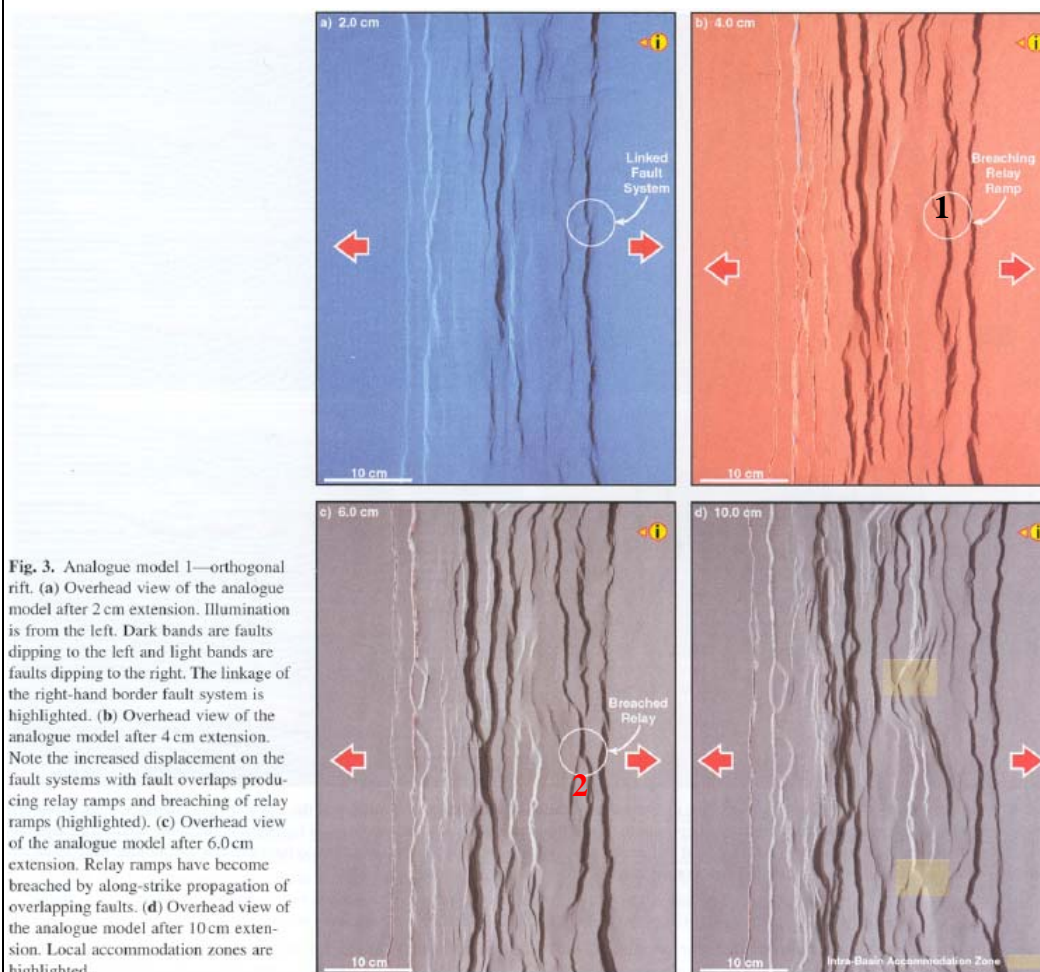 a) 2.0 cm
i
Linked
Fault
System
10 cm
b) 4.0 cm
i
Breaching
Relay
Ramp
1
10 cm
c) 6.0 cm
i
Breached
Relay
2
10 cm
d) 10.0 cm
i
10 cm
Intra-Basin Accommodation Zone
Fig. 3. Analogue model 1—orthogonal
rift. (a) Overhead view of the analogue
model after 2 cm extension. Illumination
is from the left. Dark bands are faults
dipping to the left and light bands are
faults dipping to the right. The linkage of
the right-hand border fault system is
highlighted. (b) Overhead view of the
analogue model after 4 cm extension.
Note the increased displacement on the
fault systems with fault overlaps produ-
cing relay ramps and breaching of relay
ramps (highlighted). (c) Overhead view
of the analogue model after 6.0 cm
extension. Relay ramps have become
breached by along-strike propagation of
overlapping faults. (d) Overhead view of
the analogue model after 10 cm exten-
sion. Local accommodation zones are
highlighted